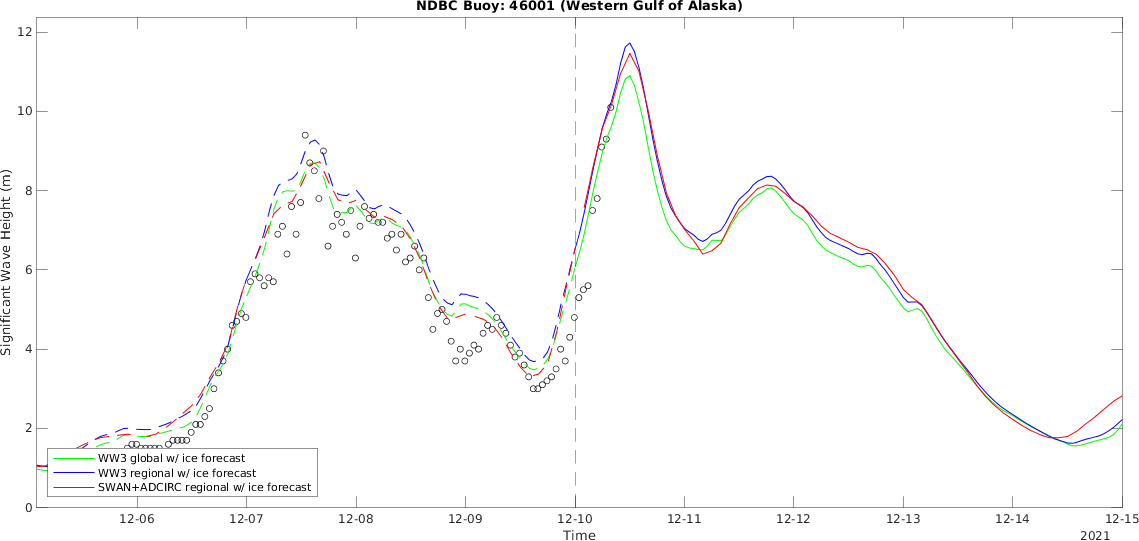 NDBC Buoy: 46001 (Western Gulf of Alaska)
12
10
8
6
4
2
0
Significant Wave Height (m)
WW3 global w/ ice forecast
WW3 regional w/ ice forecast
SWAN+ADCIRC regional w/ ice forecast
12-06 12-07 12-08 12-09 12-10 12-11 12-12 12-13 12-14 12-15
Time
2021